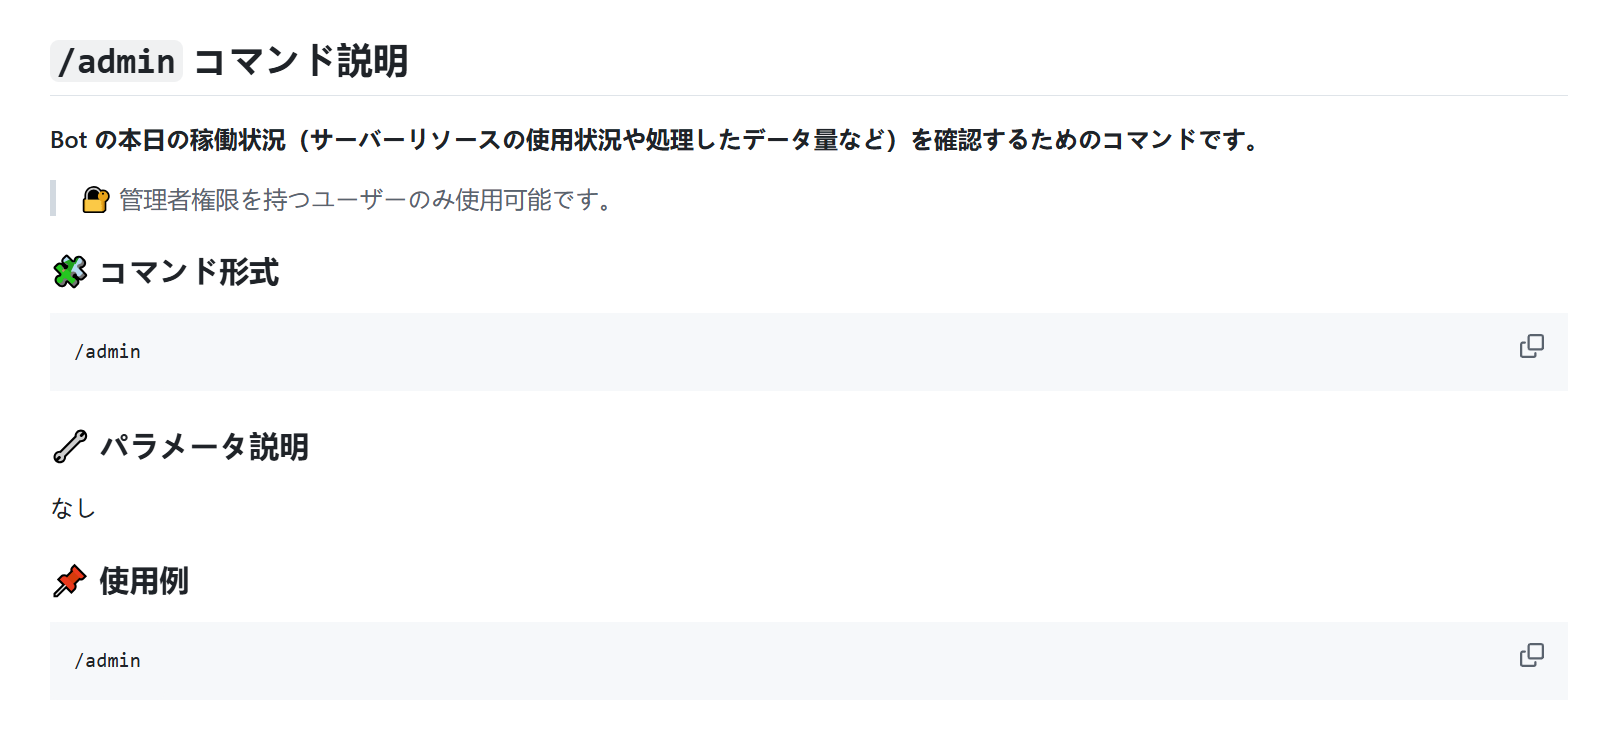 /admin コマンド説明
Bot の本日の稼働状況（サーバーリソースの使用状況や処理したデータ量など）を確認するためのコマンドです。
🔐 管理者権限を持つユーザーのみ使用可能です。
🧩 コマンド形式
/admin
🔧 パラメータ説明
なし
📌 使用例
/admin